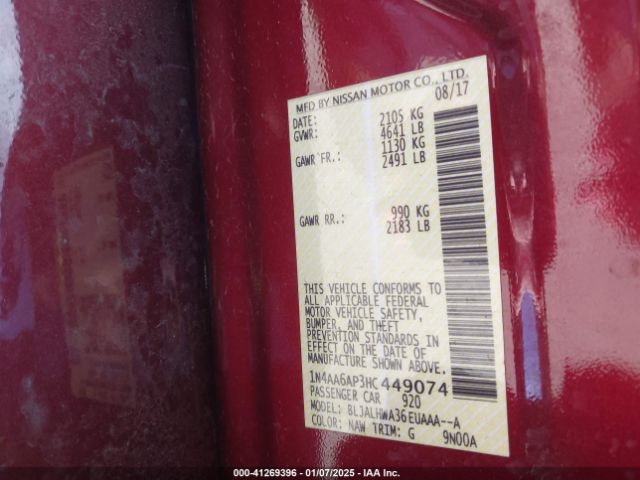 MFD BY NISSAN MOTOR CO., LTD.
DATE: 08/17
GVWR: 2105 KG
4641 LB
GAWR FR.: 1130 KG
2491 LB
GAWR RR.: 990 KG
2183 LB
THIS VEHICLE CONFORMS TO
ALL APPLICABLE FEDERAL
MOTOR VEHICLE SAFETY,
BUMPER, AND THEFT
PREVENTION STANDARDS IN
EFFECT ON THE DATE OF
MANUFACTURE SHOWN ABOVE.
1N4AA6AP3HC449074
PASSENGER CAR 920
MODEL: BLJALHWA36EUAAA--A
COLOR: NAW TRIM: G 9N00A
000-41269396 - 01/07/2025 - IAA Inc.